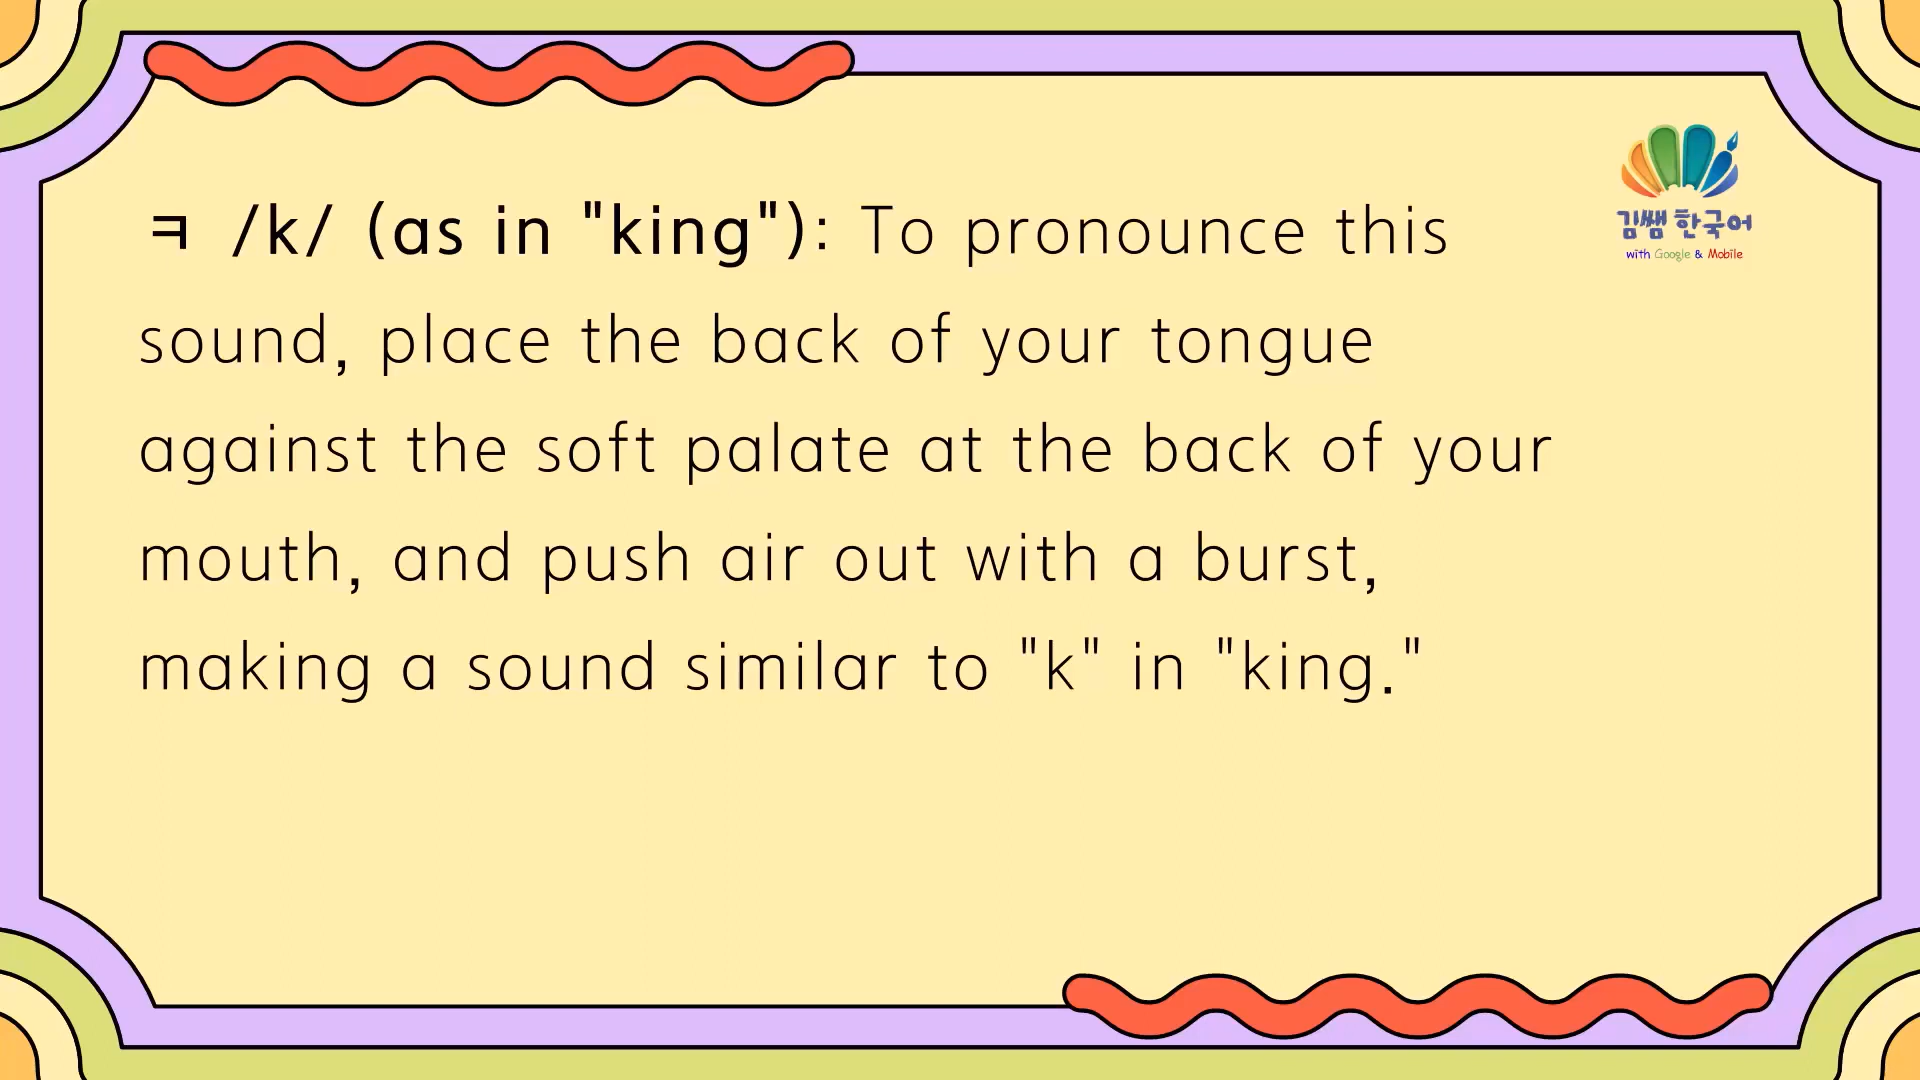 ㅋ /k/ (as in "king"): To pronounce this
sound, place the back of your tongue
against the soft palate at the back of your
mouth, and push air out with a burst,
making a sound similar to "k" in "king."
김쌤 한국어
with Google & Mobile